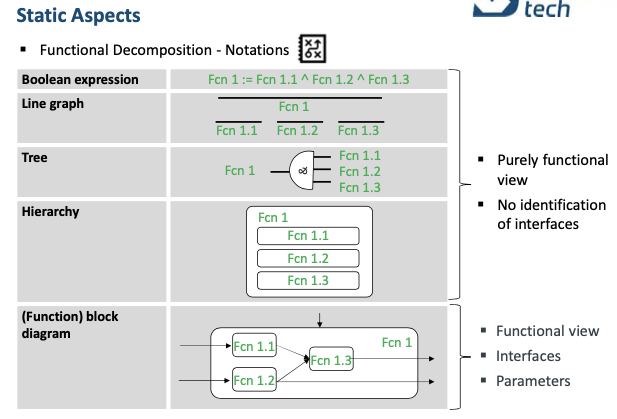 Static Aspects
tech
▪ Functional Decomposition - Notations
Boolean expression
Fcn 1 := Fcn 1.1 ^ Fcn 1.2 ^ Fcn 1.3
Line graph
Fcn 1
Fcn 1.1 Fcn 1.2 Fcn 1.3
Tree
Fcn 1
&
Fcn 1.1
Fcn 1.2
Fcn 1.3
Hierarchy
Fcn 1
Fcn 1.1
Fcn 1.2
Fcn 1.3
▪ Purely functional
view
▪ No identification
of interfaces
(Function) block
diagram
Fcn 1
Fcn 1.1
Fcn 1.3
Fcn 1.2
▪ Functional view
▪ Interfaces
▪ Parameters